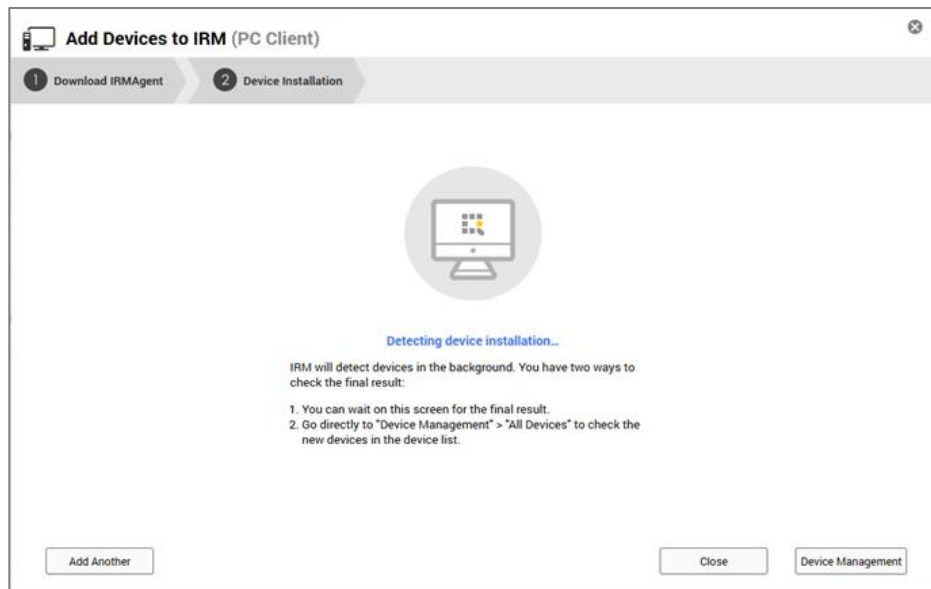 Add Devices to IRM (PC Client)
1 Download IRMAgent
2 Device Installation
Detecting device installation...
IRM will detect devices in the background. You have two ways to
check the final result:
1. You can wait on this screen for the final result.
2. Go directly to "Device Management" > "All Devices" to check the
new devices in the device list.
Add Another
Close
Device Management